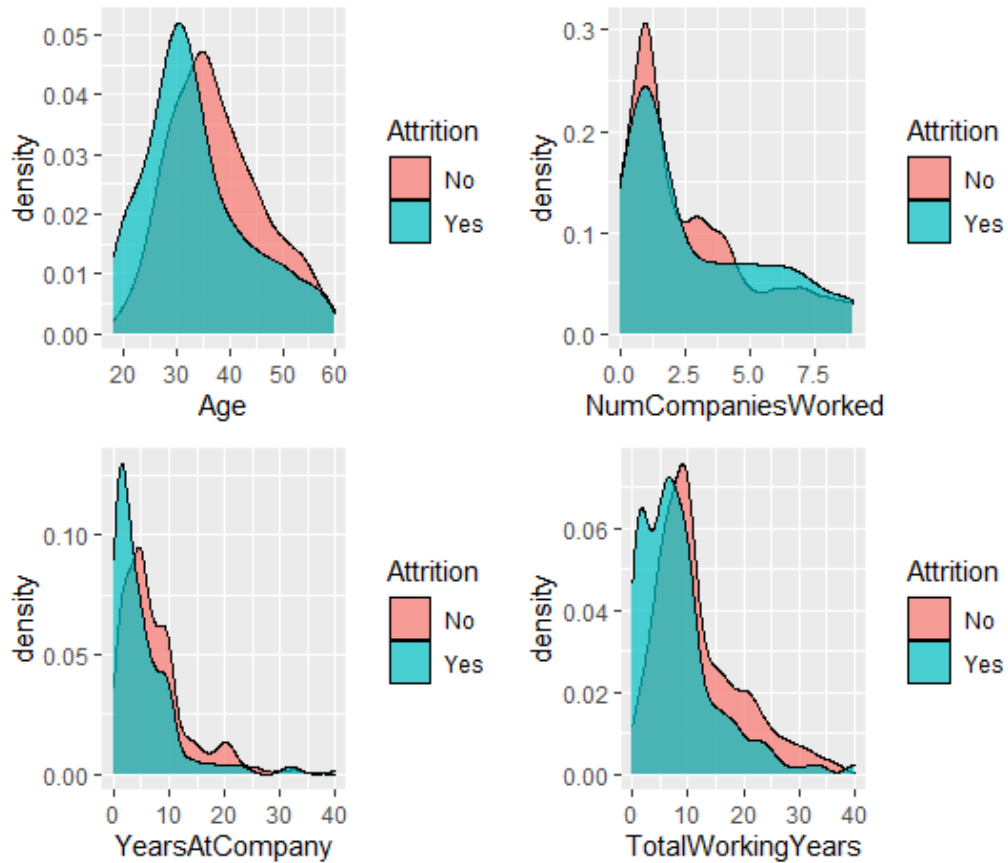 density
0.05
0.04
0.03
0.02
0.01
0.00
20 30 40 50 60
Age
Attrition
No
Yes
density
0.3
0.2
0.1
0.0
0.0 2.5 5.0 7.5
NumCompaniesWorked
Attrition
No
Yes
density
0.10
0.05
0.00
0 10 20 30 40
YearsAtCompany
Attrition
No
Yes
density
0.06
0.04
0.02
0.00
0 10 20 30 40
TotalWorkingYears
Attrition
No
Yes